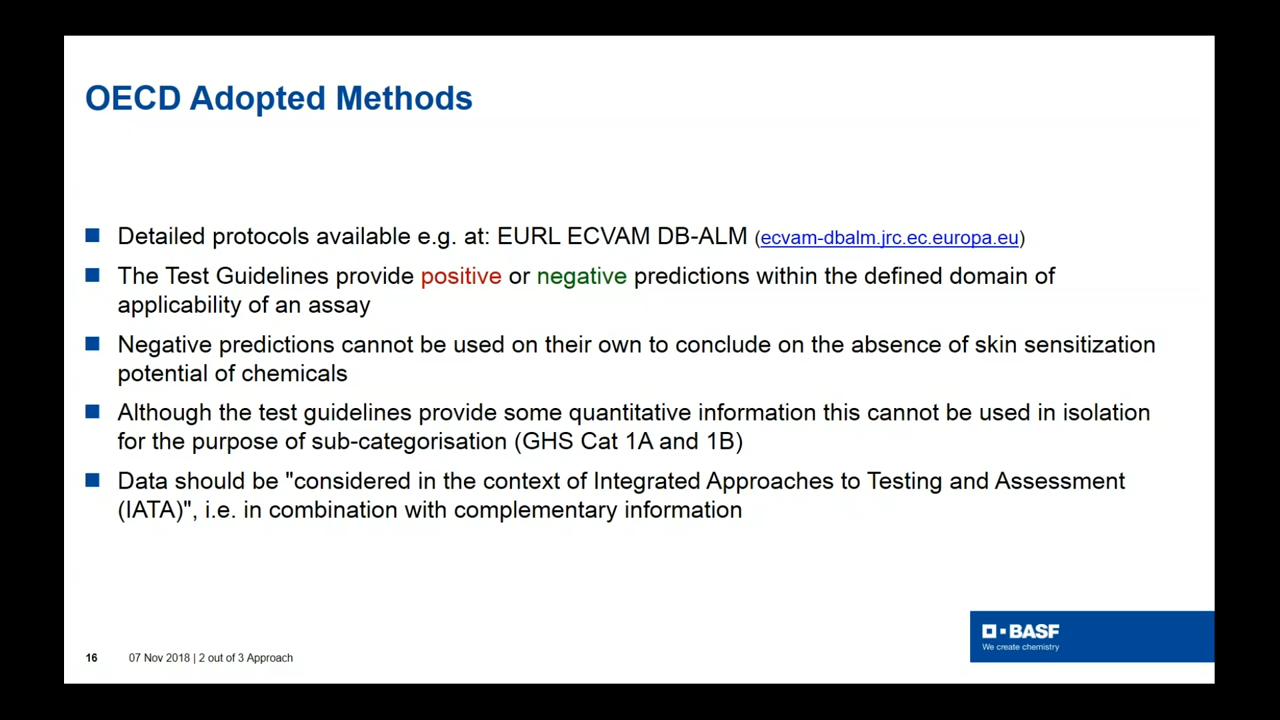 OECD Adopted Methods
Detailed protocols available e.g. at: EURL ECVAM DB-ALM (ecvam-dbalm.jrc.ec.europa.eu)
The Test Guidelines provide positive or negative predictions within the defined domain of
applicability of an assay
Negative predictions cannot be used on their own to conclude on the absence of skin sensitization
potential of chemicals
Although the test guidelines provide some quantitative information this cannot be used in isolation
for the purpose of sub-categorisation (GHS Cat 1A and 1B)
Data should be "considered in the context of Integrated Approaches to Testing and Assessment
(IATA)", i.e. in combination with complementary information
BASF
We create chemistry
16 07 Nov 2018 | 2 out of 3 Approach